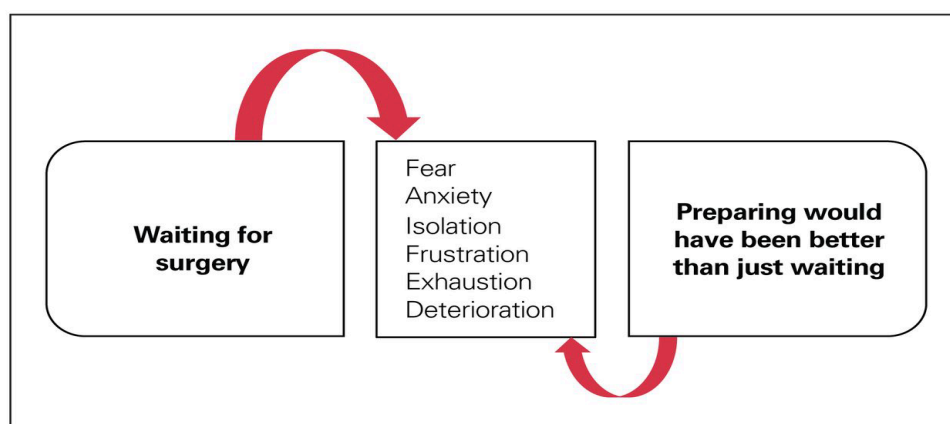 Waiting for
surgery
Fear
Anxiety
Isolation
Frustration
Exhaustion
Deterioration
Preparing would
have been better
than just waiting